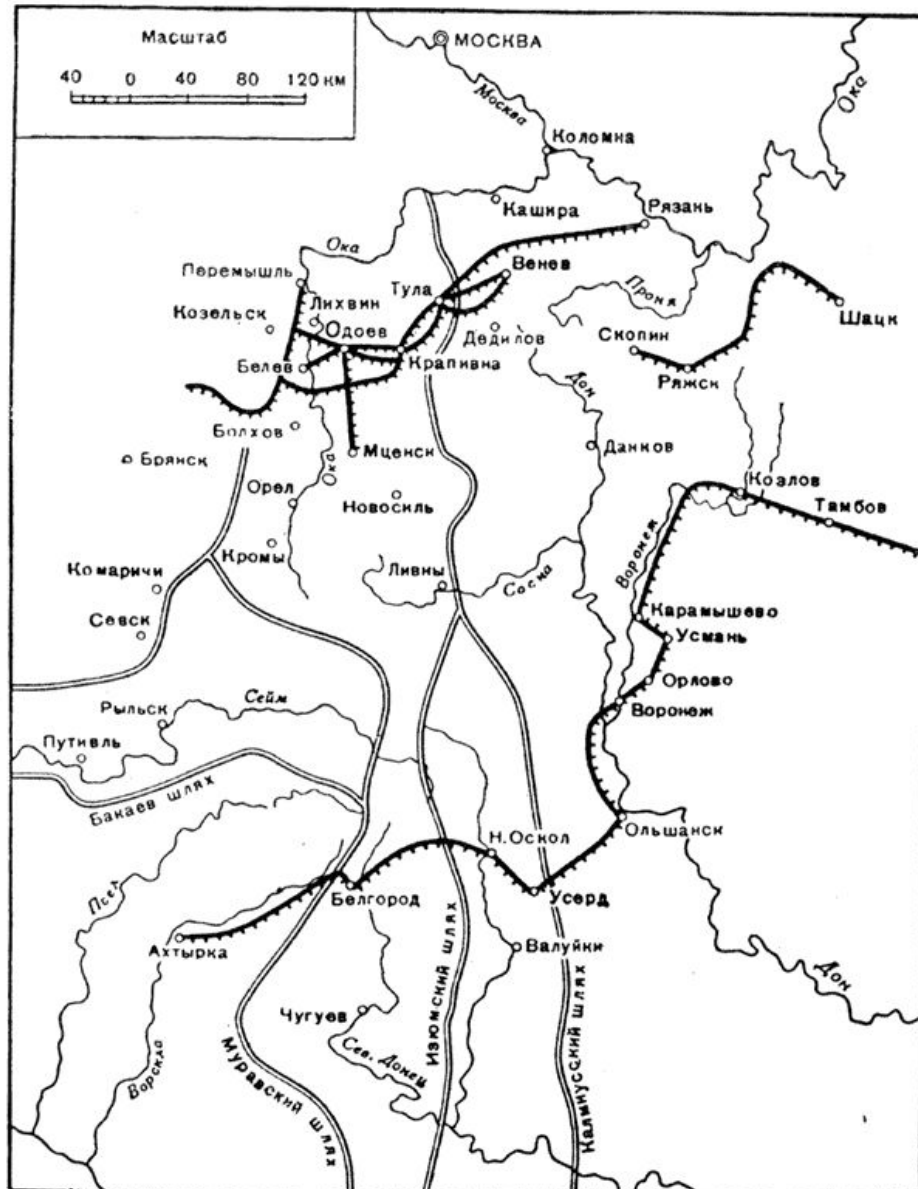 Масштаб
40 0 40 80 120 км
МОСКВА
Москва
Ока
Коломна
Кашира
Рязань
Ока
Перемышль
Венев
Тула
Проня
Лихвин
Козельск
Одоев
Дедилов
Скопин
Шацк
Белев
Крапивна
Ряжск
Дон
Болхов
Мценск
Данков
Брянск
Ока
Козлов
Орел
Новосиль
Тамбов
Воронеж
Кромы
Ливны
Сосна
Комаричи
Карамышево
Севск
Усмань
Орлово
Сейм
Рыльск
Воронеж
Путивль
Бакаев шлях
Ольшанск
Н. Оскол
Псел
Белгород
Усерд
Ахтырка
Валуйки
Дон
Чугуев
Изюмский шлях
Калмиусский шлях
Сев. Донец
Муравский шлях
Ворскла